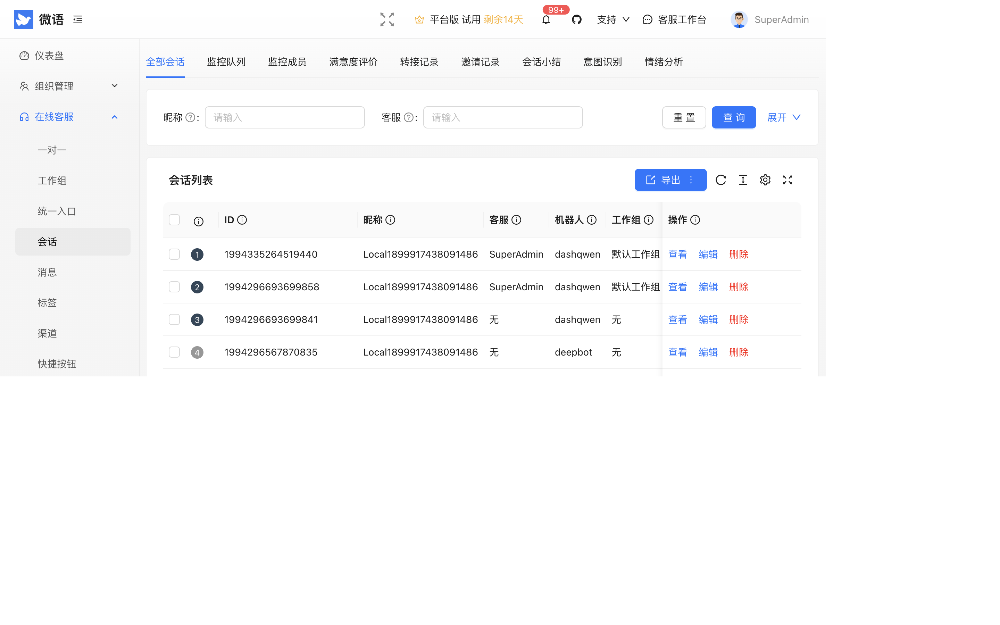 微语
平台版 试用 剩余14天
99+
支持
客服工作台
SuperAdmin
仪表盘
组织管理
在线客服
一对一
工作组
统一入口
会话
消息
标签
渠道
快捷按钮
全部会话 监控队列 监控成员 满意度评价 转接记录 邀请记录 会话小结 意图识别 情绪分析
昵称 : 请输入 客服 : 请输入 重 置 查 询 展开
会话列表 导出
ID 昵称 客服 机器人 工作组 操作
1 1994335264519440 Local1899917438091486 SuperAdmin dashqwen 默认工作组 查看 编辑 删除
2 1994296693699858 Local1899917438091486 SuperAdmin dashqwen 默认工作组 查看 编辑 删除
3 1994296693699841 Local1899917438091486 无 dashqwen 无 查看 编辑 删除
4 1994296567870835 Local1899917438091486 无 deepbot 无 查看 编辑 删除